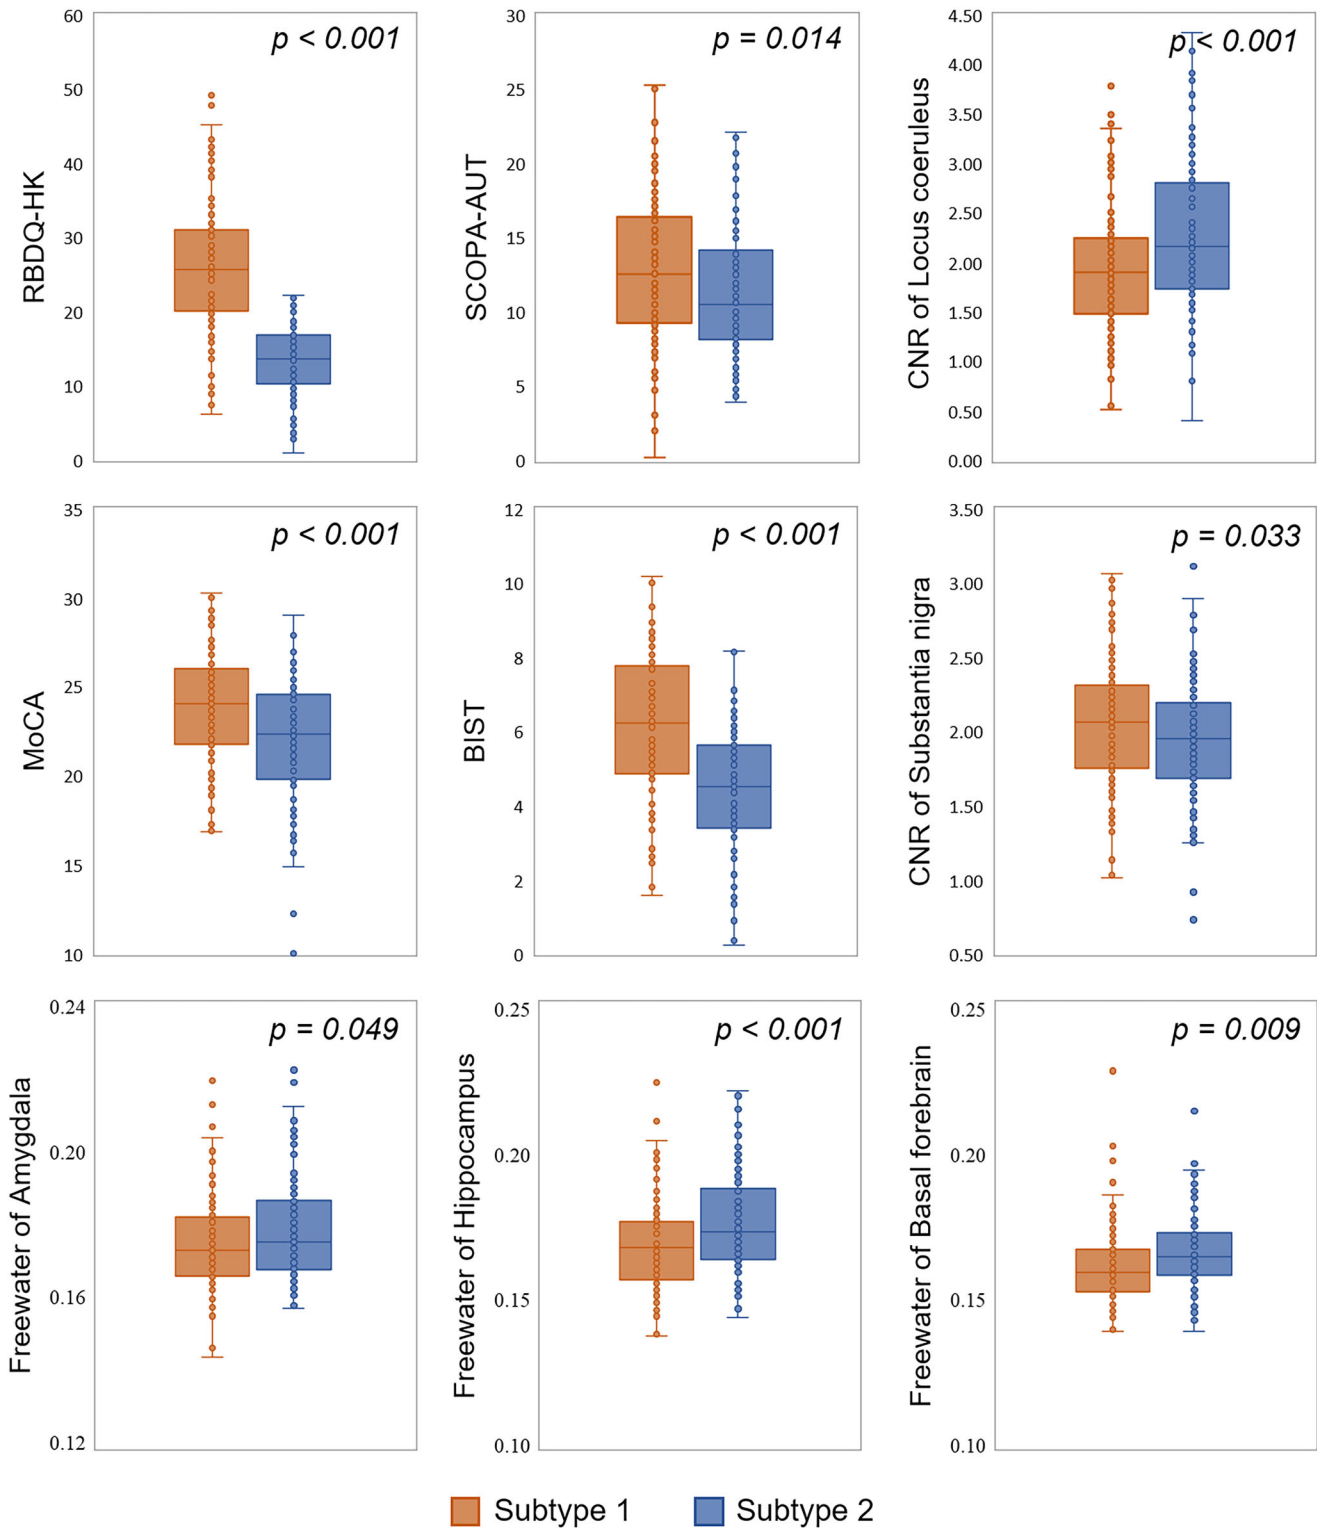 RBDQ-HK
60
50
40
30
20
10
0
p < 0.001
SCOPA-AUT
30
25
20
15
10
5
0
p = 0.014
CNR of Locus coeruleus
4.50
4.00
3.50
3.00
2.50
2.00
1.50
1.00
0.50
0.00
p < 0.001
MoCA
35
30
25
20
15
10
p < 0.001
BIST
12
10
8
6
4
2
0
p < 0.001
CNR of Substantia nigra
3.50
3.00
2.50
2.00
1.50
1.00
0.50
p = 0.033
Freewater of Amygdala
0.24
0.20
0.16
0.12
p = 0.049
Freewater of Hippocampus
0.25
0.20
0.15
0.10
p < 0.001
Freewater of Basal forebrain
0.25
0.20
0.15
0.10
p = 0.009
Subtype 1
Subtype 2